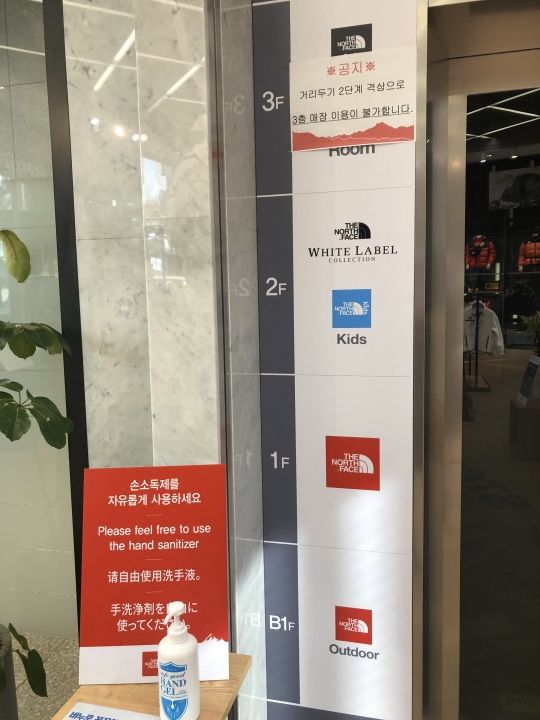 THE
NORTH
FACE
※공지※
거리두기 2단계 격상으로
3층 매장 이용이 불가합니다.
3F
Room
THE
NORTH
FACE
WHITE LABEL
COLLECTION
2F
THE
NORTH
FACE
KIDS
Kids
1F
THE
NORTH
FACE
B1F
THE
NORTH
FACE
Outdoor
손소독제를
자유롭게 사용하세요
Please feel free to use
the hand sanitizer
请自由使用洗手液。
手洗浄剤を に
使ってくだ 。
good
HAND
GEL